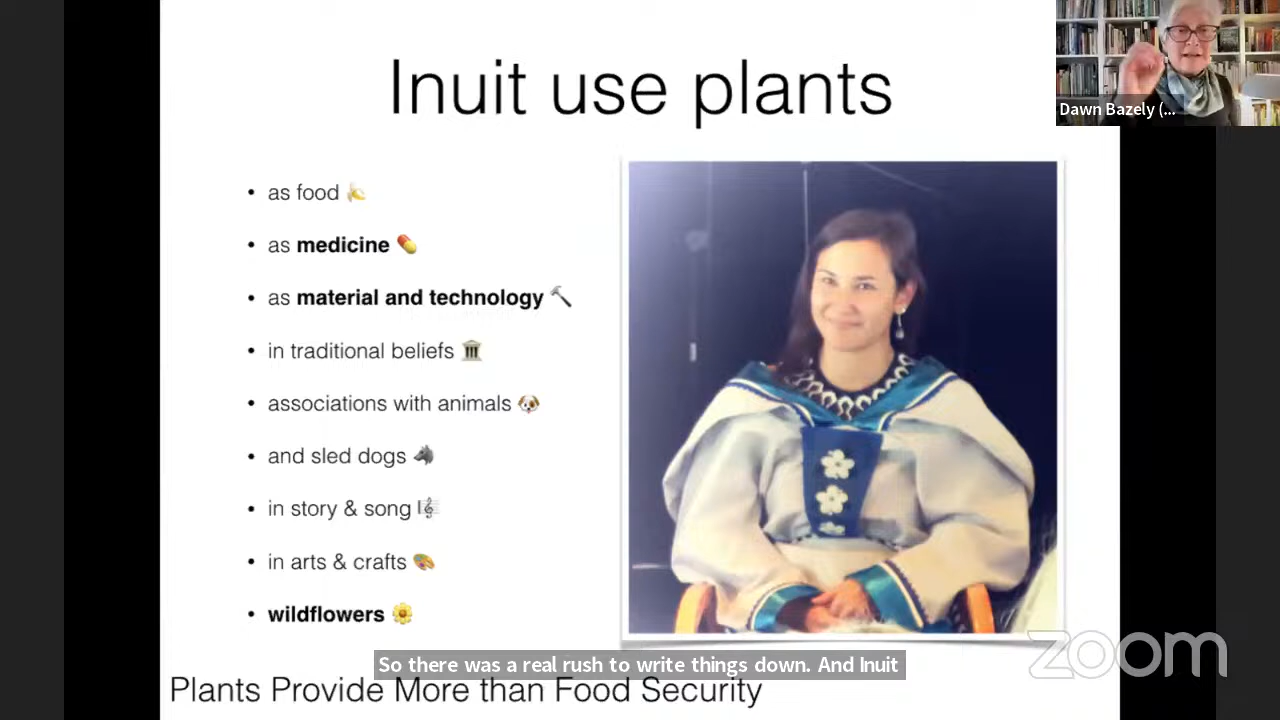 Inuit use plants
Dawn Bazely (...
• as food 🍌
• as medicine 💊
• as material and technology 🔨
• in traditional beliefs 🏛
• associations with animals 🐶
• and sled dogs 🐺
• in story & song 🎼
• in arts & crafts 🎨
• wildflowers 🌼
So there was a real rush to write things down. And Inuit
zoom
Plants Provide More than Food Security